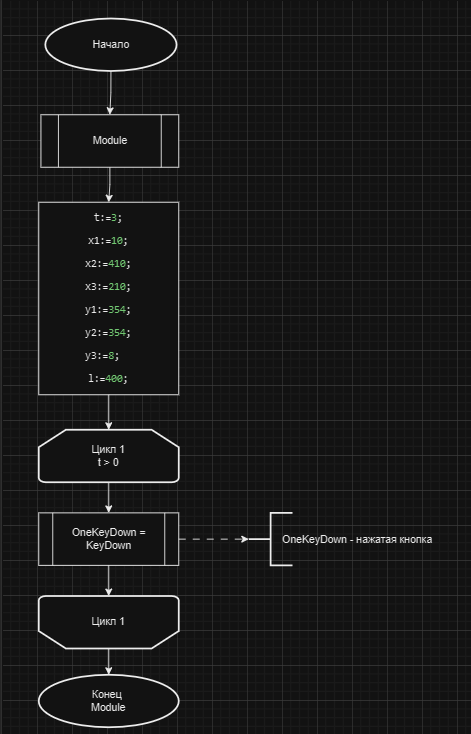 Начало
Module
t:=3;
x1:=10;
x2:=410;
x3:=210;
y1:=354;
y2:=354;
y3:=8;
l:=400;
Цикл 1
t > 0
OneKeyDown =
KeyDown
OneKeyDown - нажатая кнопка
Цикл 1
Конец
Module